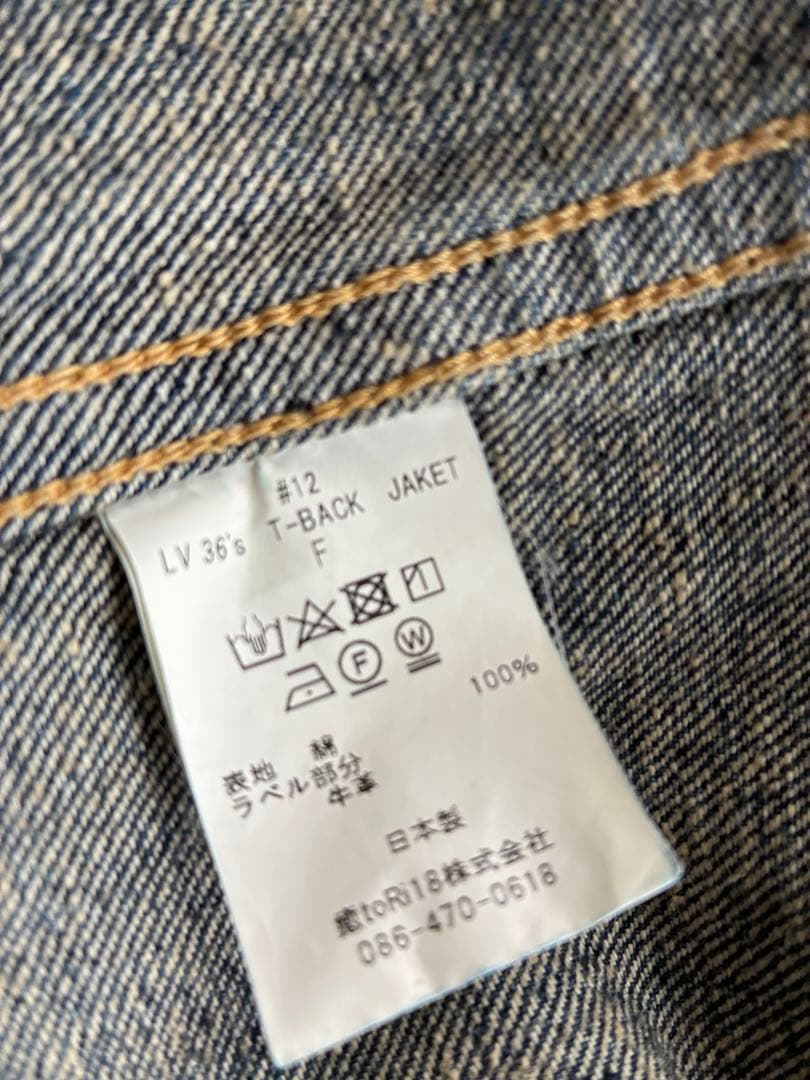 #12
LV 36's T-BACK JAKET
F
F W
表地 綿 100%
ラベル部分
牛革
日本製
癒toRi18株式会社
086-470-0618